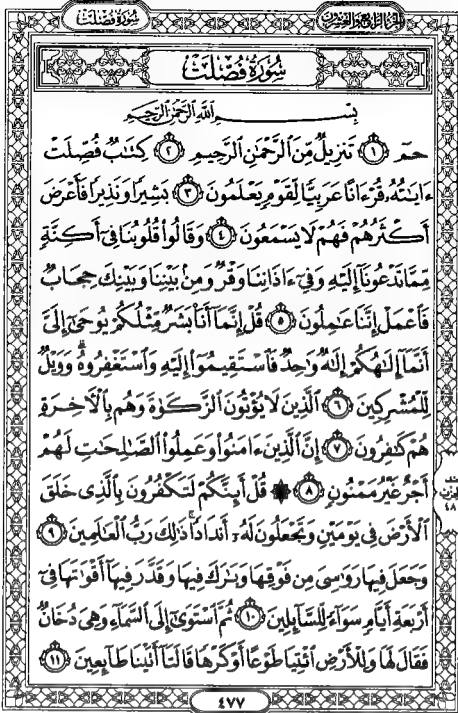 سُورَةُ فُصِّلَتْ
الجُزْءُ الرَّابِعُ وَالعِشْرُونَ
سُورَةُ فُصِّلَتْ
بِسْمِ اللَّهِ الرَّحْمَٰنِ الرَّحِيمِ
حمٓ ١ تَنزِيلٌ مِّنَ ٱلرَّحْمَٰنِ ٱلرَّحِيمِ ٢ كِتَٰبٌ فُصِّلَتْ
ءَايَٰتُهُۥ قُرْءَانًا عَرَبِيًّا لِّقَوْمٍ يَعْلَمُونَ ٣ بَشِيرًا وَنَذِيرًا فَأَعْرَضَ
أَكْثَرُهُمْ فَهُمْ لَا يَسْمَعُونَ ٤ وَقَالُوا۟ قُلُوبُنَا فِىٓ أَكِنَّةٍ
مِّمَّا تَدْعُونَآ إِلَيْهِ وَفِىٓ ءَاذَانِنَا وَقْرٌ وَمِنۢ بَيْنِنَا وَبَيْنِكَ حِجَابٌ
فَٱعْمَلْ إِنَّنَا عَٰمِلُونَ ٥ قُلْ إِنَّمَآ أَنَا۠ بَشَرٌ مِّثْلُكُمْ يُوحَىٰٓ إِلَىَّ
أَنَّمَآ إِلَٰهُكُمْ إِلَٰهٌ وَٰحِدٌ فَٱسْتَقِيمُوٓا۟ إِلَيْهِ وَٱسْتَغْفِرُوهُ ۗ وَوَيْلٌ
لِّلْمُشْرِكِينَ ٦ ٱلَّذِينَ لَا يُؤْتُونَ ٱلزَّكَوٰةَ وَهُم بِٱلْءَاخِرَةِ
هُمْ كَٰفِرُونَ ٧ إِنَّ ٱلَّذِينَ ءَامَنُوا۟ وَعَمِلُوا۟ ٱلصَّٰلِحَٰتِ لَهُمْ
أَجْرٌ غَيْرُ مَمْنُونٍ ٨ ۞ قُلْ أَئِنَّكُمْ لَتَكْفُرُونَ بِٱلَّذِى خَلَقَ
ٱلْأَرْضَ فِى يَوْمَيْنِ وَتَجْعَلُونَ لَهُۥٓ أَندَادًا ۚ ذَٰلِكَ رَبُّ ٱلْعَٰلَمِينَ ٩
وَجَعَلَ فِيهَا رَوَٰسِىَ مِن فَوْقِهَا وَبَٰرَكَ فِيهَا وَقَدَّرَ فِيهَآ أَقْوَٰتَهَا فِىٓ
أَرْبَعَةِ أَيَّامٍ سَوَآءً لِّلسَّآئِلِينَ ١٠ ثُمَّ ٱسْتَوَىٰٓ إِلَى ٱلسَّمَآءِ وَهِىَ دُخَانٌ
فَقَالَ لَهَا وَلِلْأَرْضِ ٱئْتِيَا طَوْعًا أَوْ كَرْهًا قَالَتَآ أَتَيْنَا طَآئِعِينَ ١١
٤٧٧
الحزب
٤٨